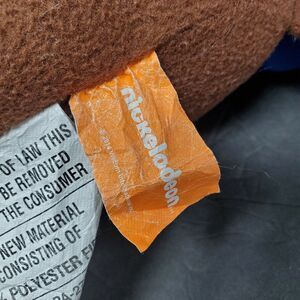 nickelodeon
OF LAW THIS
BE REMOVED
THE CONSUMER
NEW MATERIAL
CONSISTING OF
POLYESTER